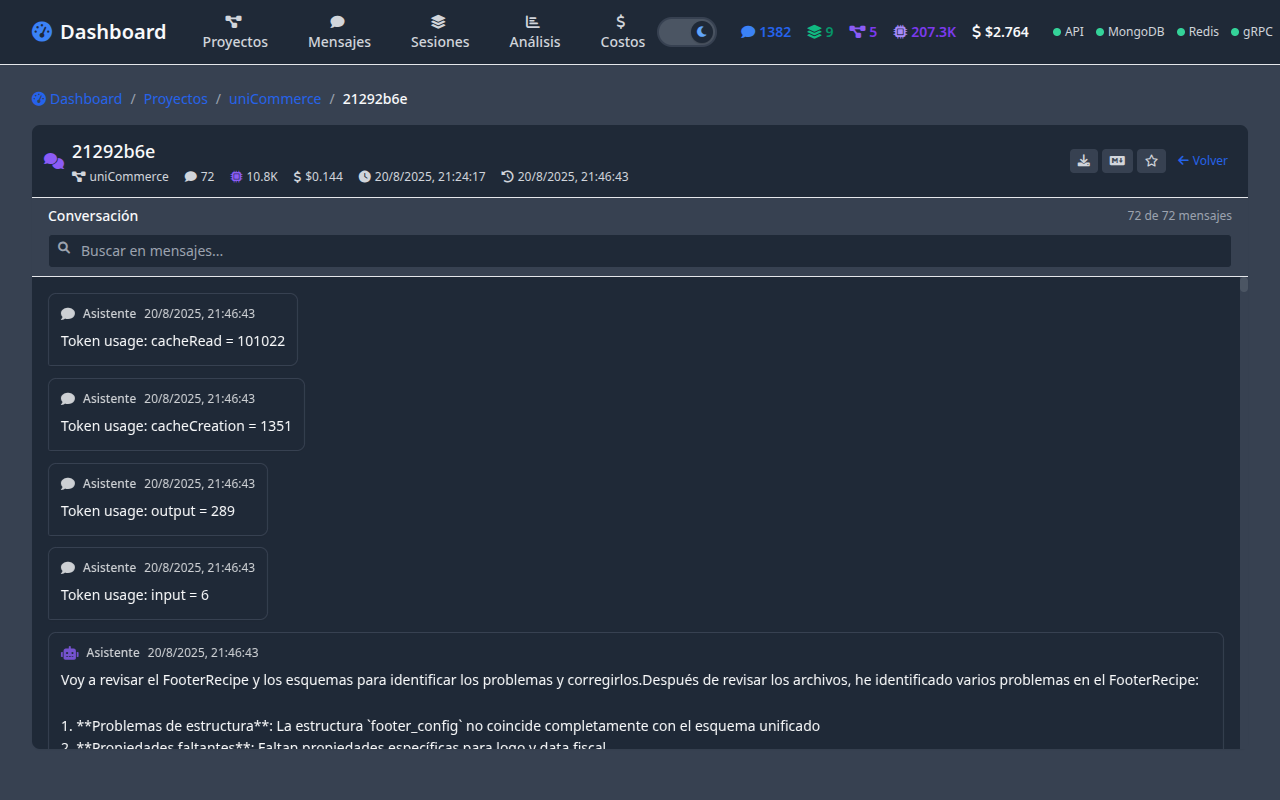 Dashboard
Proyectos
Mensajes
Sesiones
Análisis
Costos
1382
9
5
207.3K
$2.764
API
MongoDB
Redis
gRPC
Dashboard / Proyectos / uniCommerce / 21292b6e
21292b6e
uniCommerce 72 10.8K $0.144 20/8/2025, 21:24:17 20/8/2025, 21:46:43
Volver
Conversación
72 de 72 mensajes
Buscar en mensajes...
Asistente 20/8/2025, 21:46:43
Token usage: cacheRead = 101022
Asistente 20/8/2025, 21:46:43
Token usage: cacheCreation = 1351
Asistente 20/8/2025, 21:46:43
Token usage: output = 289
Asistente 20/8/2025, 21:46:43
Token usage: input = 6
Asistente 20/8/2025, 21:46:43
Voy a revisar el FooterRecipe y los esquemas para identificar los problemas y corregirlos.Después de revisar los archivos, he identificado varios problemas en el FooterRecipe:
1. **Problemas de estructura**: La estructura `footer_config` no coincide completamente con el esquema unificado
2. **Propiedades faltantes**: Faltan propiedades específicas para logo y data fiscal